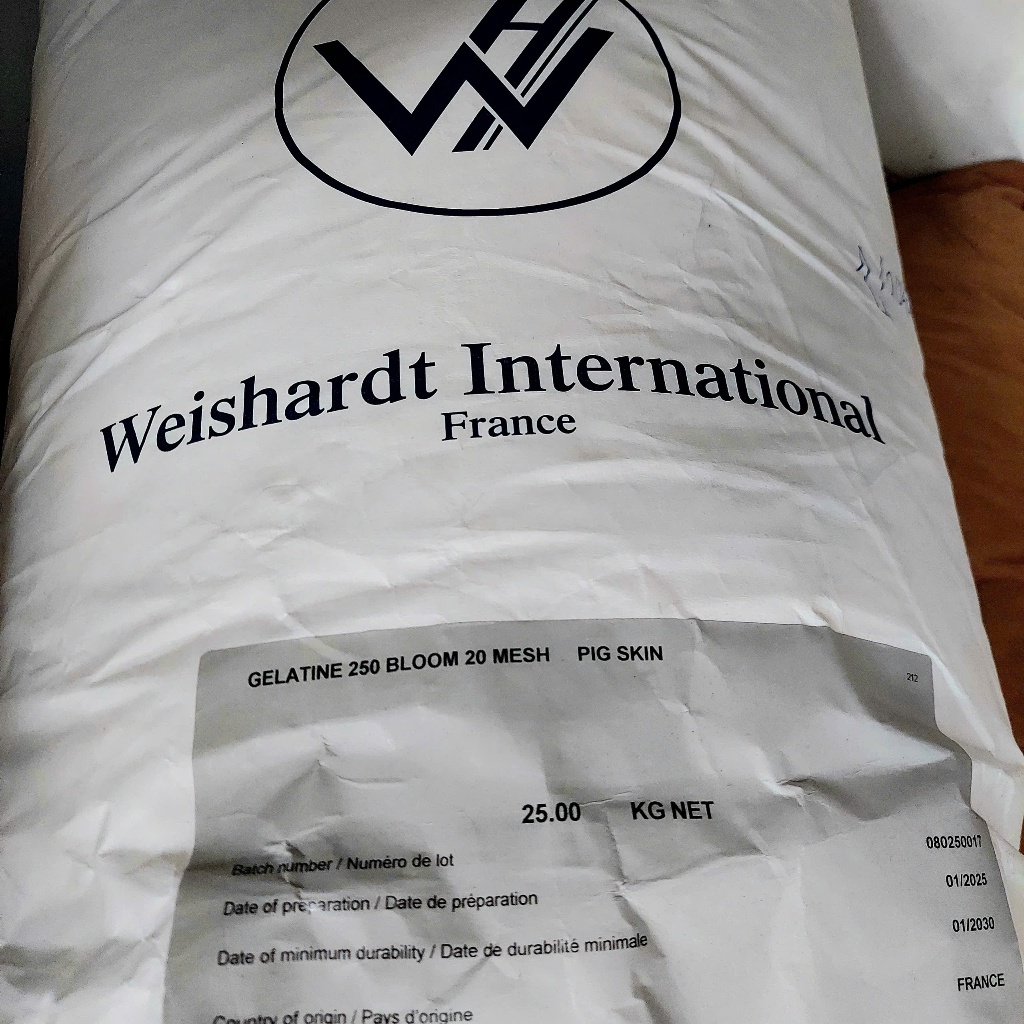 WH
Weishardt International
France
GELATINE 250 BLOOM 20 MESH PIG SKIN
212
25.00 KG NET
Batch number / Numéro de lot 080250017
Date of preparation / Date de préparation 01/2025
Date of minimum durability / Date de durabilité minimale 01/2030
Country of origin / Pays d'origine FRANCE